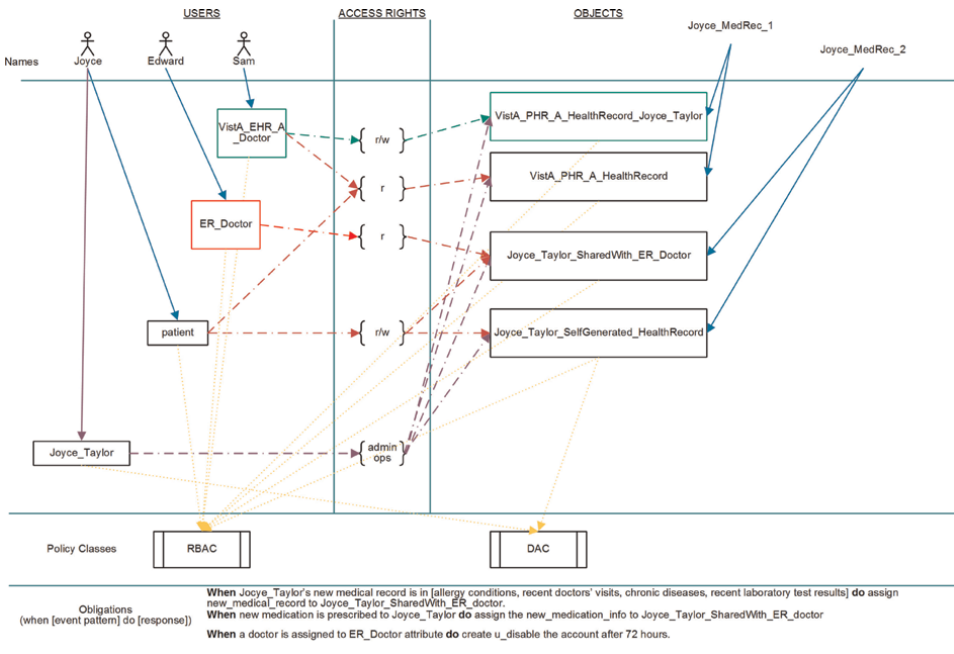 USERS
ACCESS RIGHTS
OBJECTS
Joyce_MedRec_1
Joyce_MedRec_2
Names
Joyce
Edward
Sam
VistA_EHR_A
_Doctor
r/w
VistA_PHR_A_HealthRecord_Joyce_Taylor
r
VistA_PHR_A_HealthRecord
ER_Doctor
r
Joyce_Taylor_SharedWith_ER_Doctor
patient
r/w
Joyce_Taylor_SelfGenerated_HealthRecord
Joyce_Taylor
admin
ops
Policy Classes
RBAC
DAC
Obligations
(when [event pattern] do [response])
When Jocye_Taylor's new medical record is in [allergy conditions, recent doctors' visits, chronic diseases, recent laboratory test results] do assign
new_medical_record to Joyce_Taylor_SharedWith_ER_doctor.
When new medication is prescribed to Joyce_Taylor do assign the new_medication_info to Joyce_Taylor_SharedWith_ER_doctor
When a doctor is assigned to ER_Doctor attribute do create u_disable the account after 72 hours.